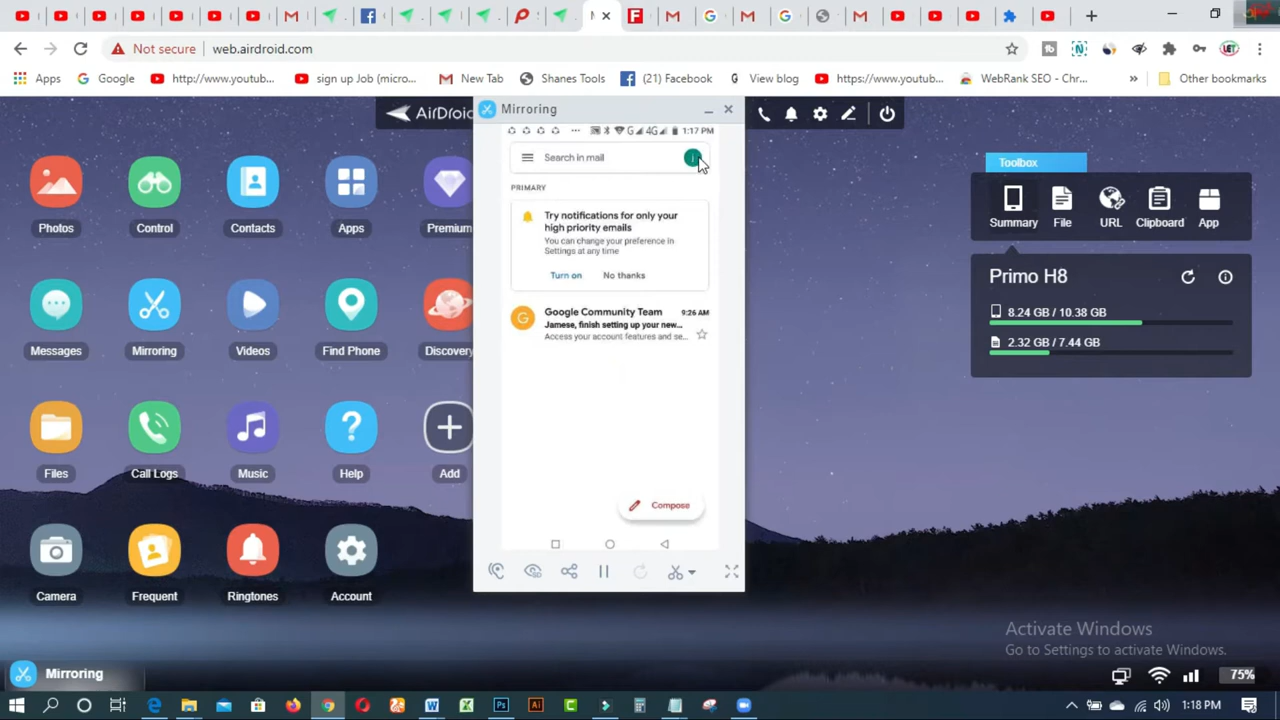 Not secure web.airdroid.com
Apps Google http://www.youtub... sign up Job (micro... New Tab Shanes Tools (21) Facebook View blog https://www.youtub... WebRank SEO - Chr... » Other bookmarks
AirDroi
Mirroring
1:17 PM
Search in mail
PRIMARY
Try notifications for only your
high priority emails
You can change your preference in
Settings at any time
Turn on No thanks
Google Community Team 9:26 AM
Jamese, finish setting up your new...
Access your account features and se...
Compose
Photos Control Contacts Apps Premium
Messages Mirroring Videos Find Phone Discovery
Files Call Logs Music Help Add
Camera Frequent Ringtones Account
Toolbox
Summary File URL Clipboard App
Primo H8
8.24 GB / 10.38 GB
2.32 GB / 7.44 GB
Activate Windows
Go to Settings to activate Windows.
Mirroring
75%
1:18 PM